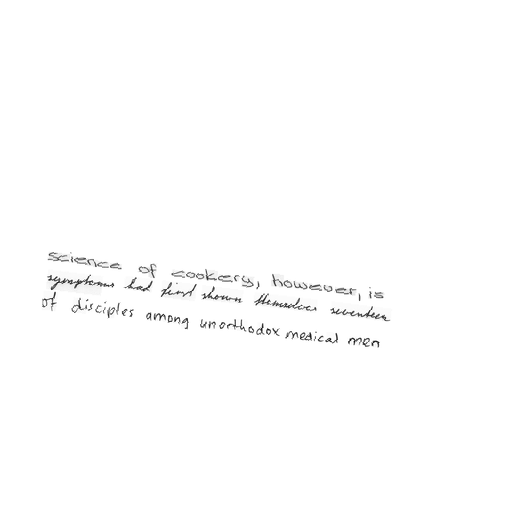 science of cookery, however, is
symptoms had first shown themselves seventeen
of disciples among unorthodox medical men